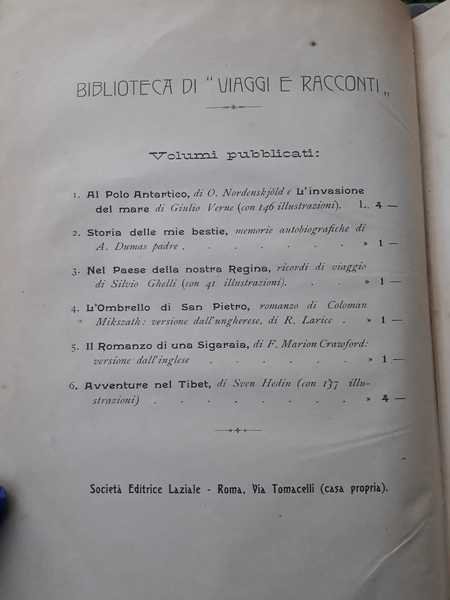 BIBLIOTECA DI " VIAGGI E RACCONTI „
Volumi pubblicati:
1. Al Polo Antartico, di O. Nordenskjöld e L'invasione
del mare di Giulio Verne (con 146 illustrazioni). L. 4 —
2. Storia delle mie bestie, memorie autobiografiche di
A. Dumas padre . . . . . . » 1 —
3. Nel Paese della nostra Regina, ricordi di viaggio
di Silvio Ghelli (con 41 illustrazioni). . . . » 1 —
4. L'Ombrello di San Pietro, romanzo di Coloman
Mikszath: versione dall'ungherese, di R. Larice . » 1 —
5. Il Romanzo di una Sigaraia, di F. Marion Crawford:
versione dall'inglese . . . . . » 1 —
6. Avventure nel Tibet, di Sven Hedin (con 137 illu-
strazioni) . . . . . . . » 4 —
Società Editrice Laziale - Roma, Via Tomacelli (casa propria).